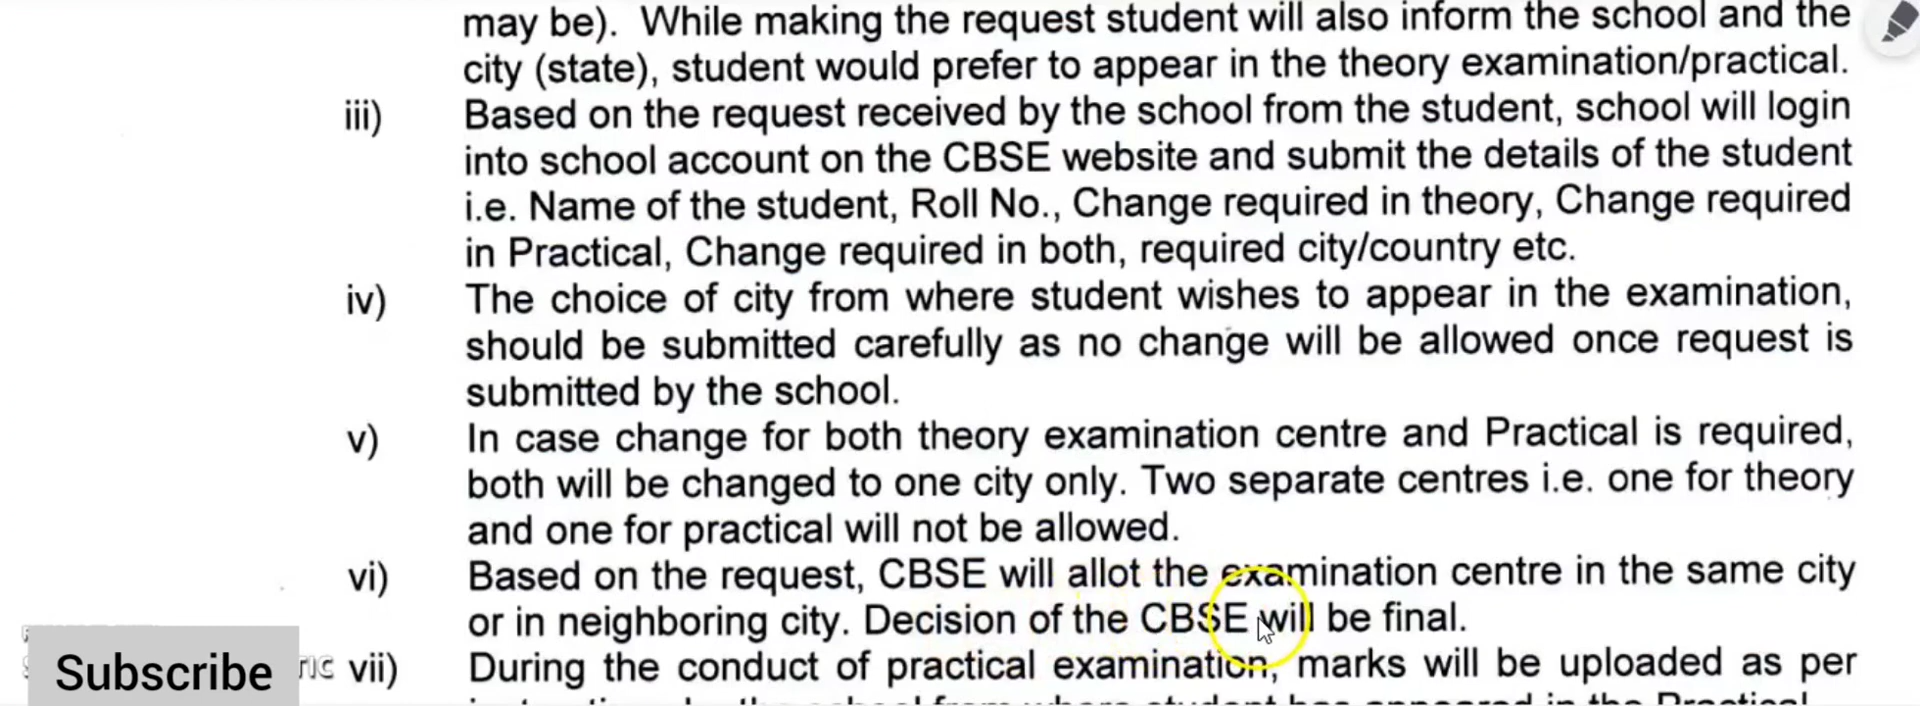 may be). While making the request student will also inform the school and the
city (state), student would prefer to appear in the theory examination/practical.
iii) Based on the request received by the school from the student, school will login
into school account on the CBSE website and submit the details of the student
i.e. Name of the student, Roll No., Change required in theory, Change required
in Practical, Change required in both, required city/country etc.
iv) The choice of city from where student wishes to appear in the examination,
should be submitted carefully as no change will be allowed once request is
submitted by the school.
v) In case change for both theory examination centre and Practical is required,
both will be changed to one city only. Two separate centres i.e. one for theory
and one for practical will not be allowed.
vi) Based on the request, CBSE will allot the examination centre in the same city
or in neighboring city. Decision of the CBSE will be final.
Subscribe
vii) During the conduct of practical examination, marks will be uploaded as per